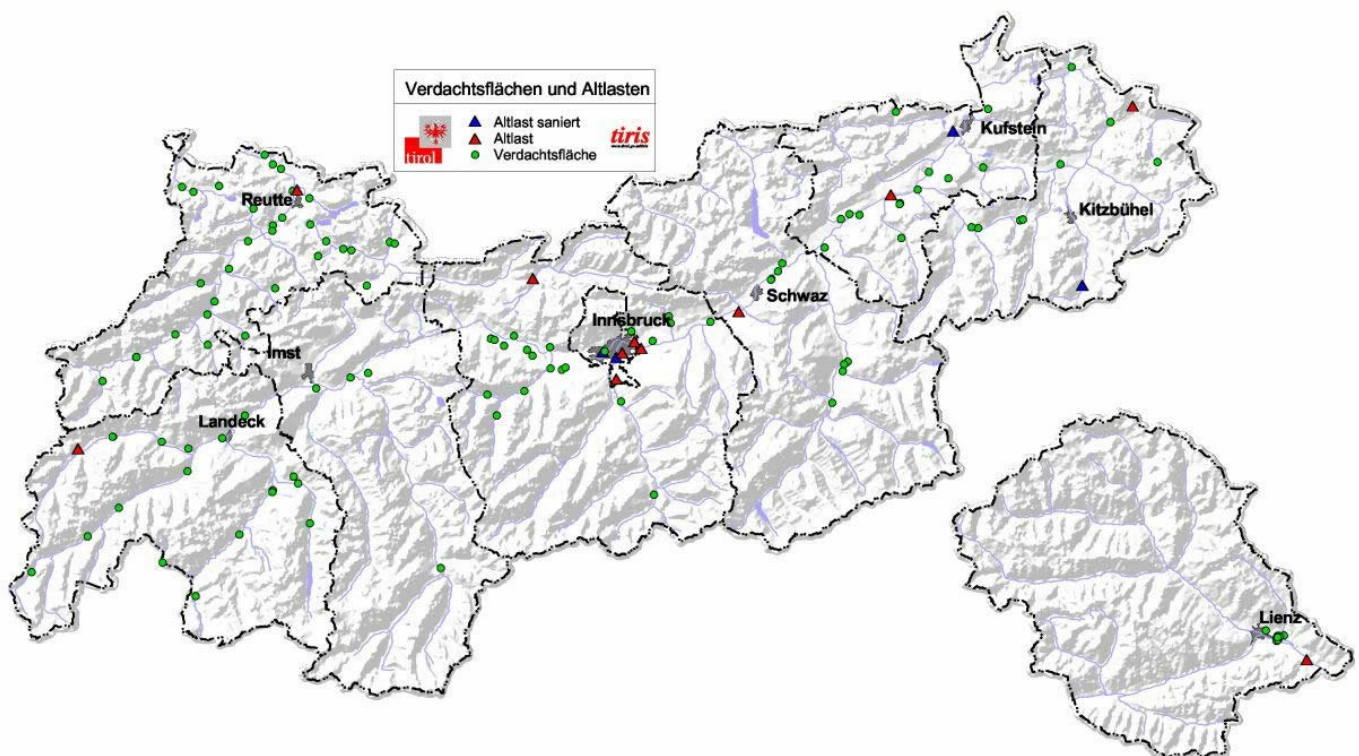 Verdachtsflächen und Altlasten
Altlast saniert
Altlast
Verdachtsfläche
tirol
tiris
Kufstein
Reutte
Kitzbühel
Schwaz
Innsbruck
Imst
Landeck
Lienz